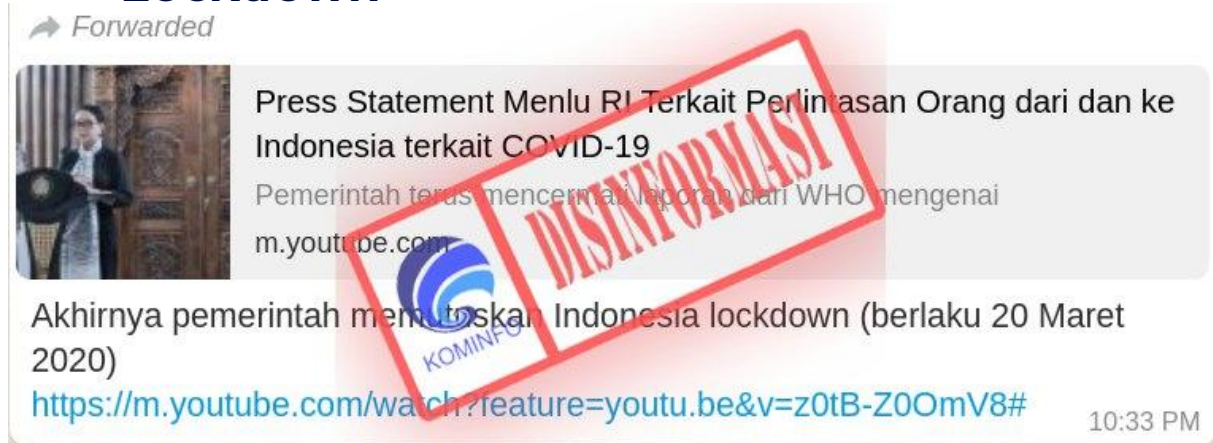 Lockdown
Forwarded
Press Statement Menlu RI Terkait Perlintasan Orang dari dan ke
Indonesia terkait COVID-19
Pemerintah terus mencermati laporan dari WHO mengenai
m.youtube.com
DISINFORMASI
KOMINFO
Akhirnya pemerintah memutuskan Indonesia lockdown (berlaku 20 Maret
2020)
https://m.youtube.com/watch?feature=youtu.be&v=z0tB-Z0OmV8#
10:33 PM